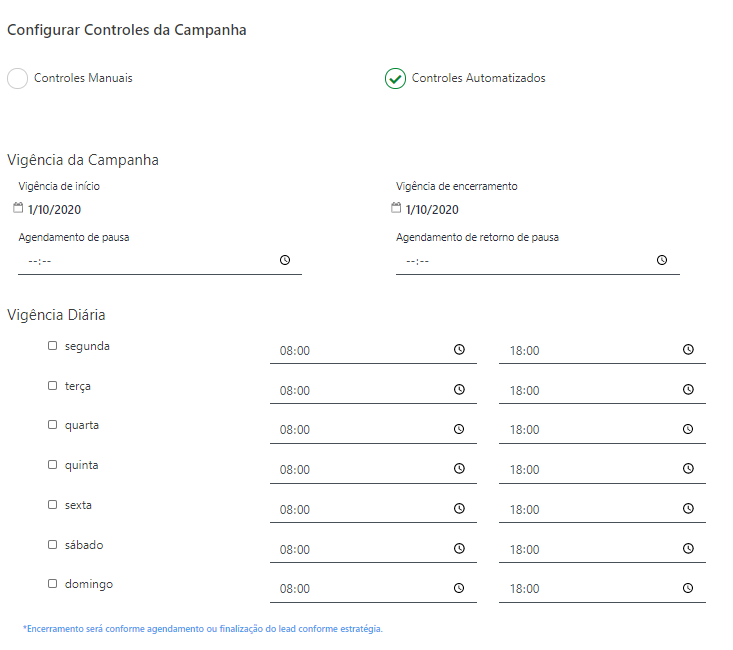 Configurar Controles da Campanha
Controles Manuais
Controles Automatizados
Vigência da Campanha
Vigência de início
Vigência de encerramento
1/10/2020
1/10/2020
Agendamento de pausa
Agendamento de retorno de pausa
--:--
--:--
Vigência Diária
segunda 08:00 18:00
terça 08:00 18:00
quarta 08:00 18:00
quinta 08:00 18:00
sexta 08:00 18:00
sábado 08:00 18:00
domingo 08:00 18:00
*Encerramento será conforme agendamento ou finalização do lead conforme estratégia.